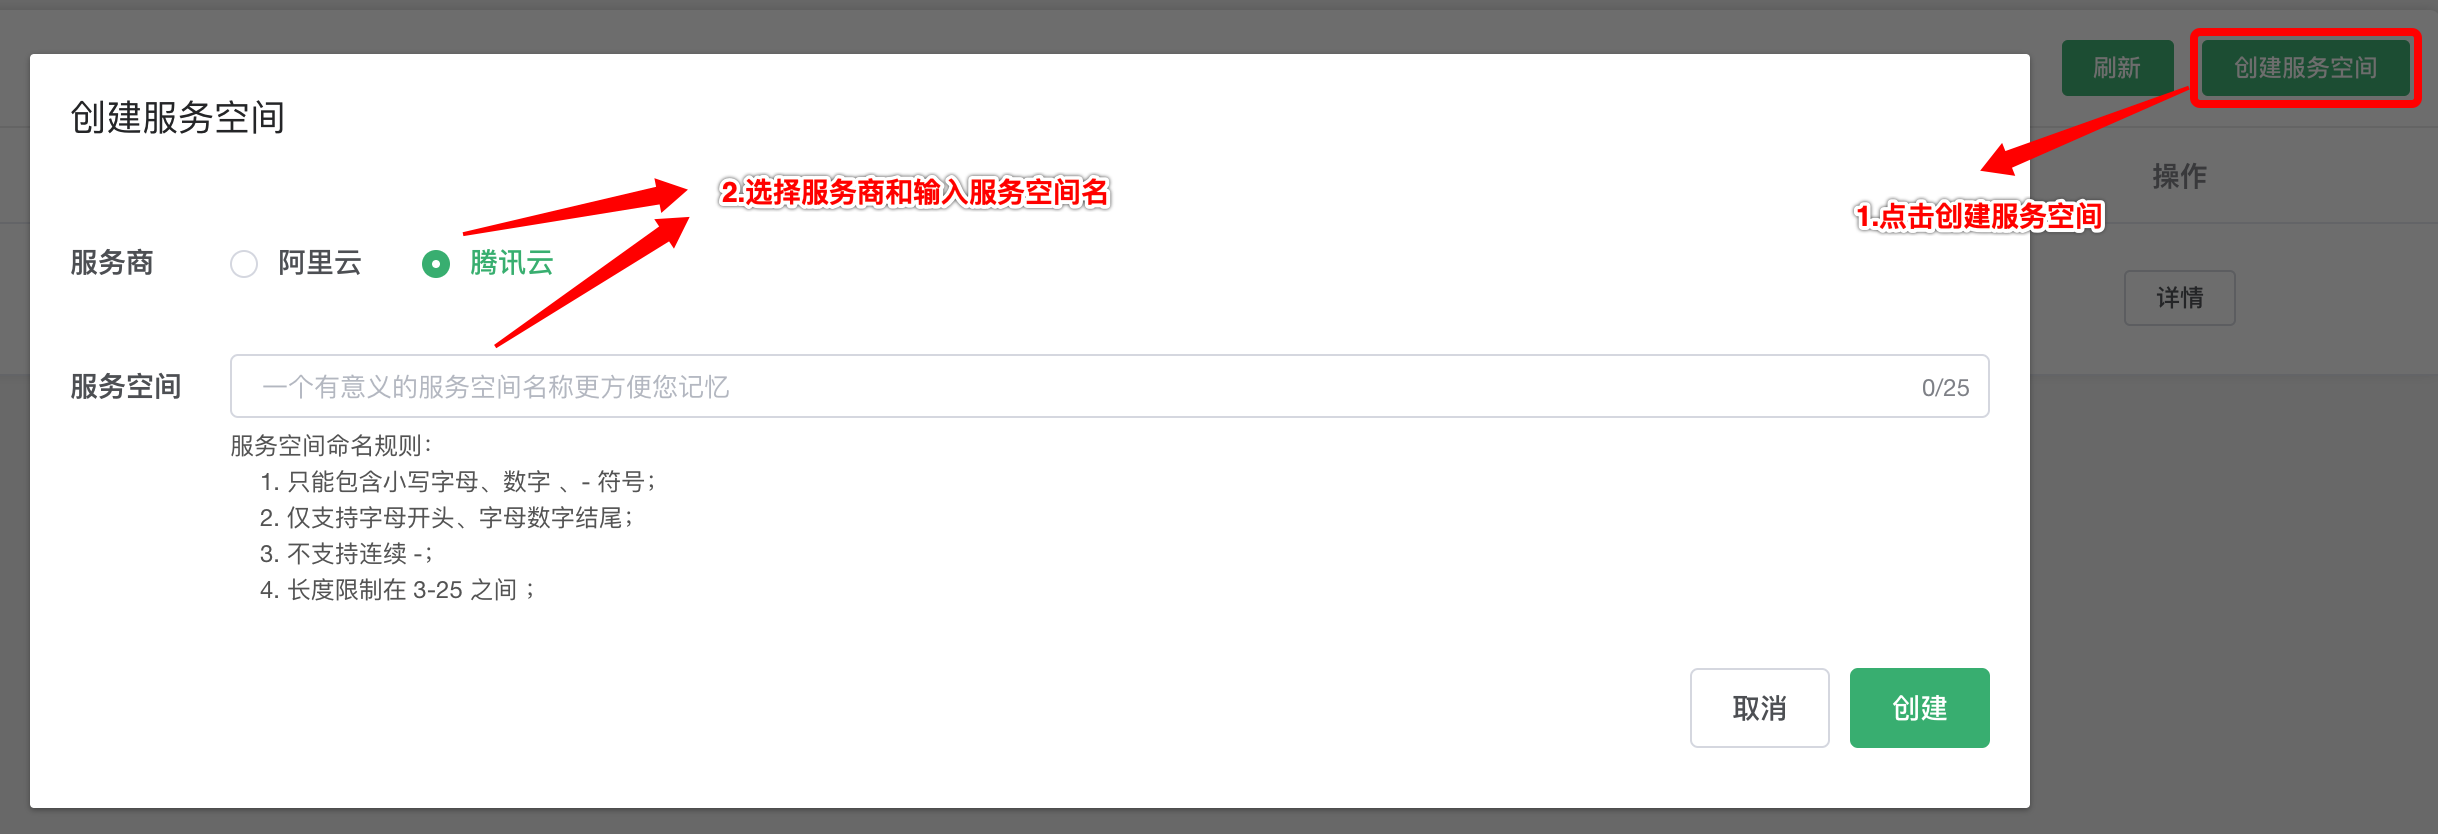 刷新
创建服务空间
创建服务空间
操作
2.选择服务商和输入服务空间名
1.点击创建服务空间
服务商
阿里云
腾讯云
详情
服务空间
一个有意义的服务空间名称更方便您记忆
0/25
服务空间命名规则：
1. 只能包含小写字母、数字 、- 符号；
2. 仅支持字母开头、字母数字结尾；
3. 不支持连续 -；
4. 长度限制在 3-25 之间 ；
取消
创建